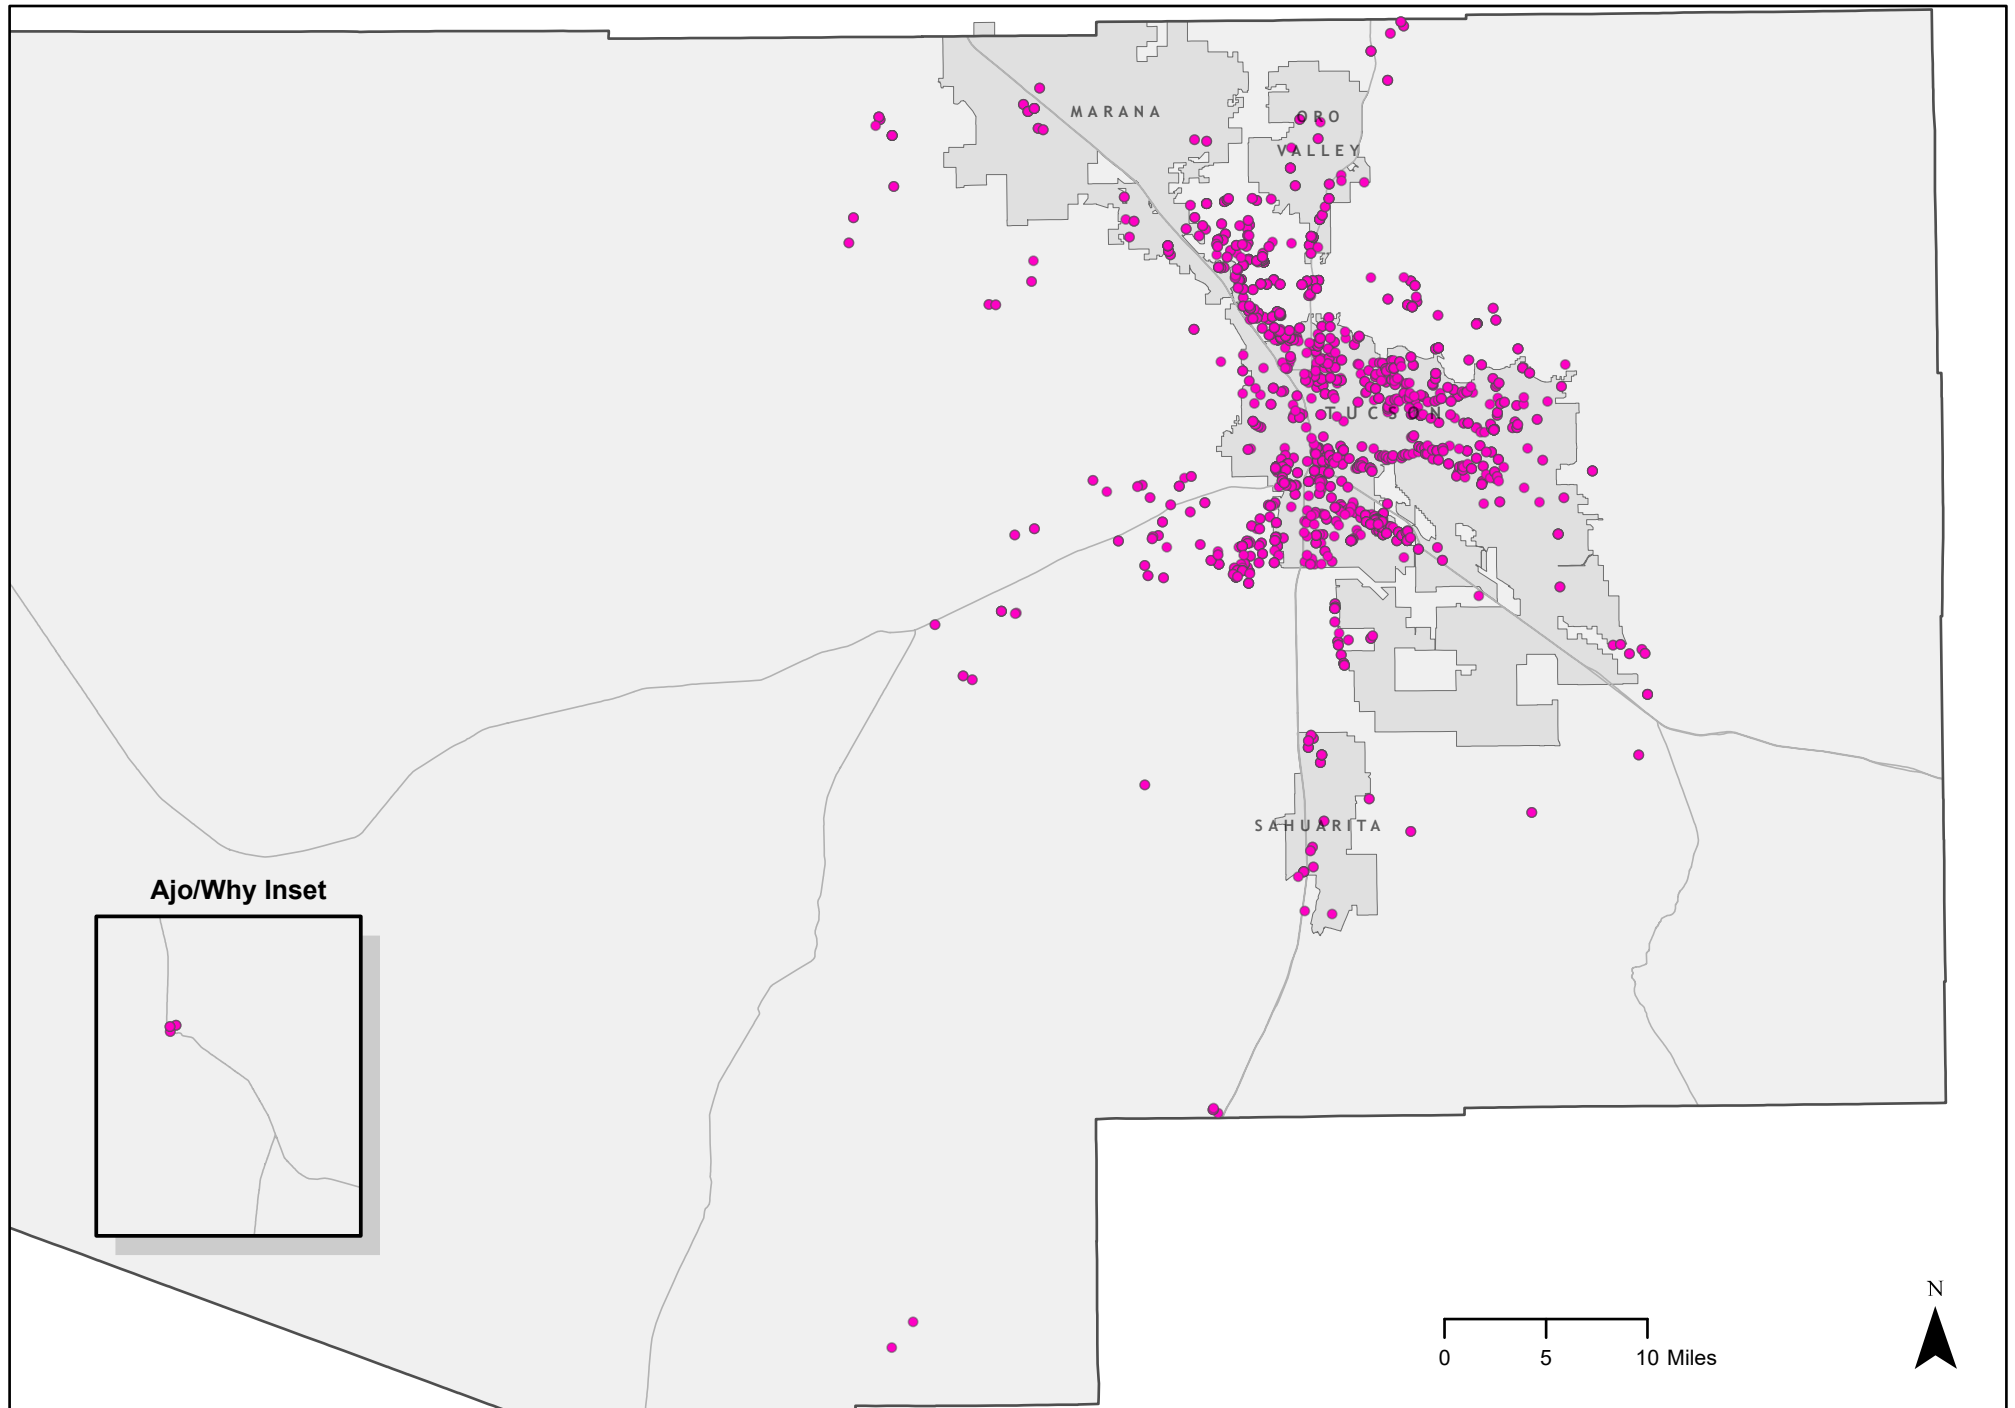 MARANA
ORO
VALLEY
TUCSON
SAHUARITA
Ajo/Why Inset
N
0 5 10 Miles